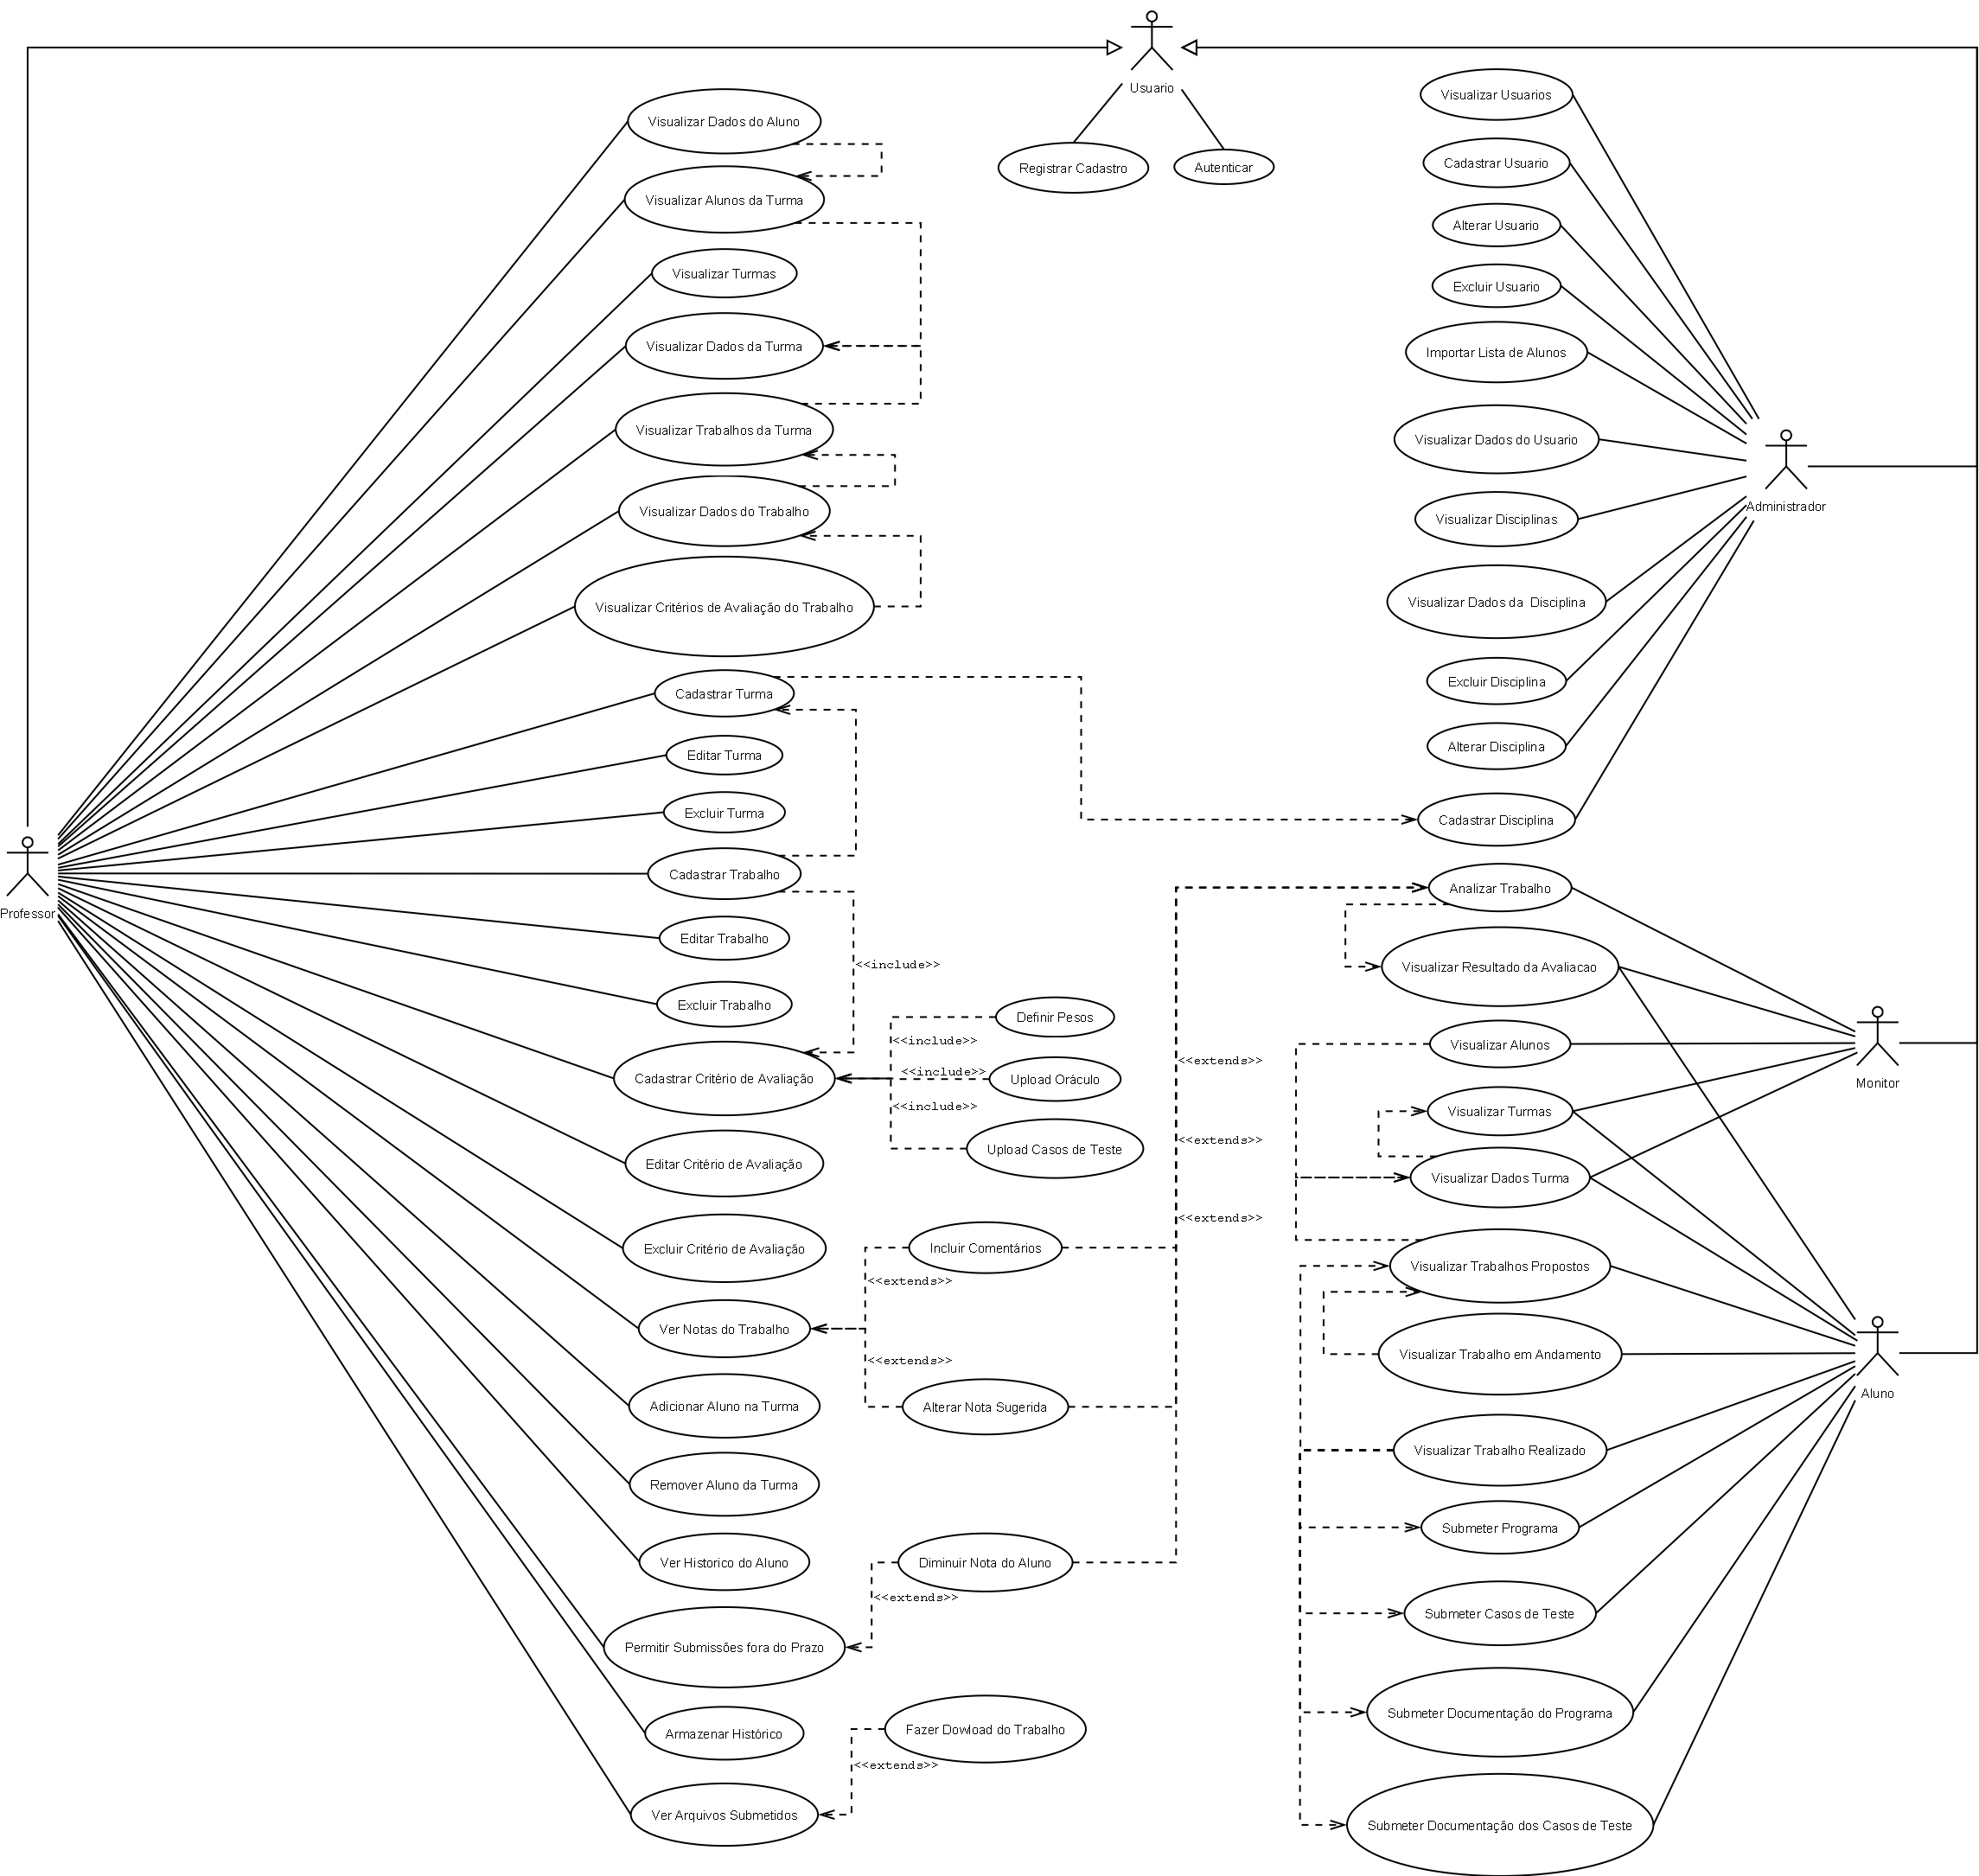 Usuario
Registrar Cadastro
Autenticar
Professor
Visualizar Dados do Aluno
Visualizar Alunos da Turma
Visualizar Turmas
Visualizar Dados da Turma
Visualizar Trabalhos da Turma
Visualizar Dados do Trabalho
Visualizar Critérios de Avaliação do Trabalho
Cadastrar Turma
Editar Turma
Excluir Turma
Cadastrar Trabalho
Editar Trabalho
<<include>>
Excluir Trabalho
Cadastrar Critério de Avaliação
Definir Pesos
<<include>>
<<include>>
Upload Oráculo
<<include>>
Upload Casos de Teste
Editar Critério de Avaliação
Excluir Critério de Avaliação
Incluir Comentários
<<extends>>
Ver Notas do Trabalho
<<extends>>
Alterar Nota Sugerida
Adicionar Aluno na Turma
Remover Aluno da Turma
Ver Historico do Aluno
Diminuir Nota do Aluno
<<extends>>
Permitir Submissões fora do Prazo
Armazenar Histórico
Fazer Dowload do Trabalho
<<extends>>
Ver Arquivos Submetidos
<<extends>>
<<extends>>
<<extends>>
Visualizar Usuarios
Cadastrar Usuario
Alterar Usuario
Excluir Usuario
Importar Lista de Alunos
Visualizar Dados do Usuario
Administrador
Visualizar Disciplinas
Visualizar Dados da  Disciplina
Excluir Disciplina
Alterar Disciplina
Cadastrar Disciplina
Analizar Trabalho
Visualizar Resultado da Avaliacao
Visualizar Alunos
Monitor
Visualizar Turmas
Visualizar Dados Turma
Visualizar Trabalhos Propostos
Visualizar Trabalho em Andamento
Aluno
Visualizar Trabalho Realizado
Submeter Programa
Submeter Casos de Teste
Submeter Documentação do Programa
Submeter Documentação dos Casos de Teste